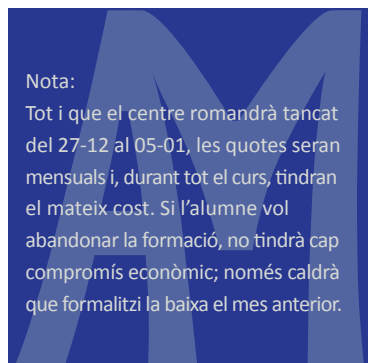 Nota:
Tot i que el centre romandrà tancat
del 27-12 al 05-01, les quotes seran
mensuals i, durant tot el curs, tindran
el mateix cost. Si l’alumne vol
abandonar la formació, no tindrà cap
compromís econòmic; només caldrà
que formalitzi la baixa el mes anterior.